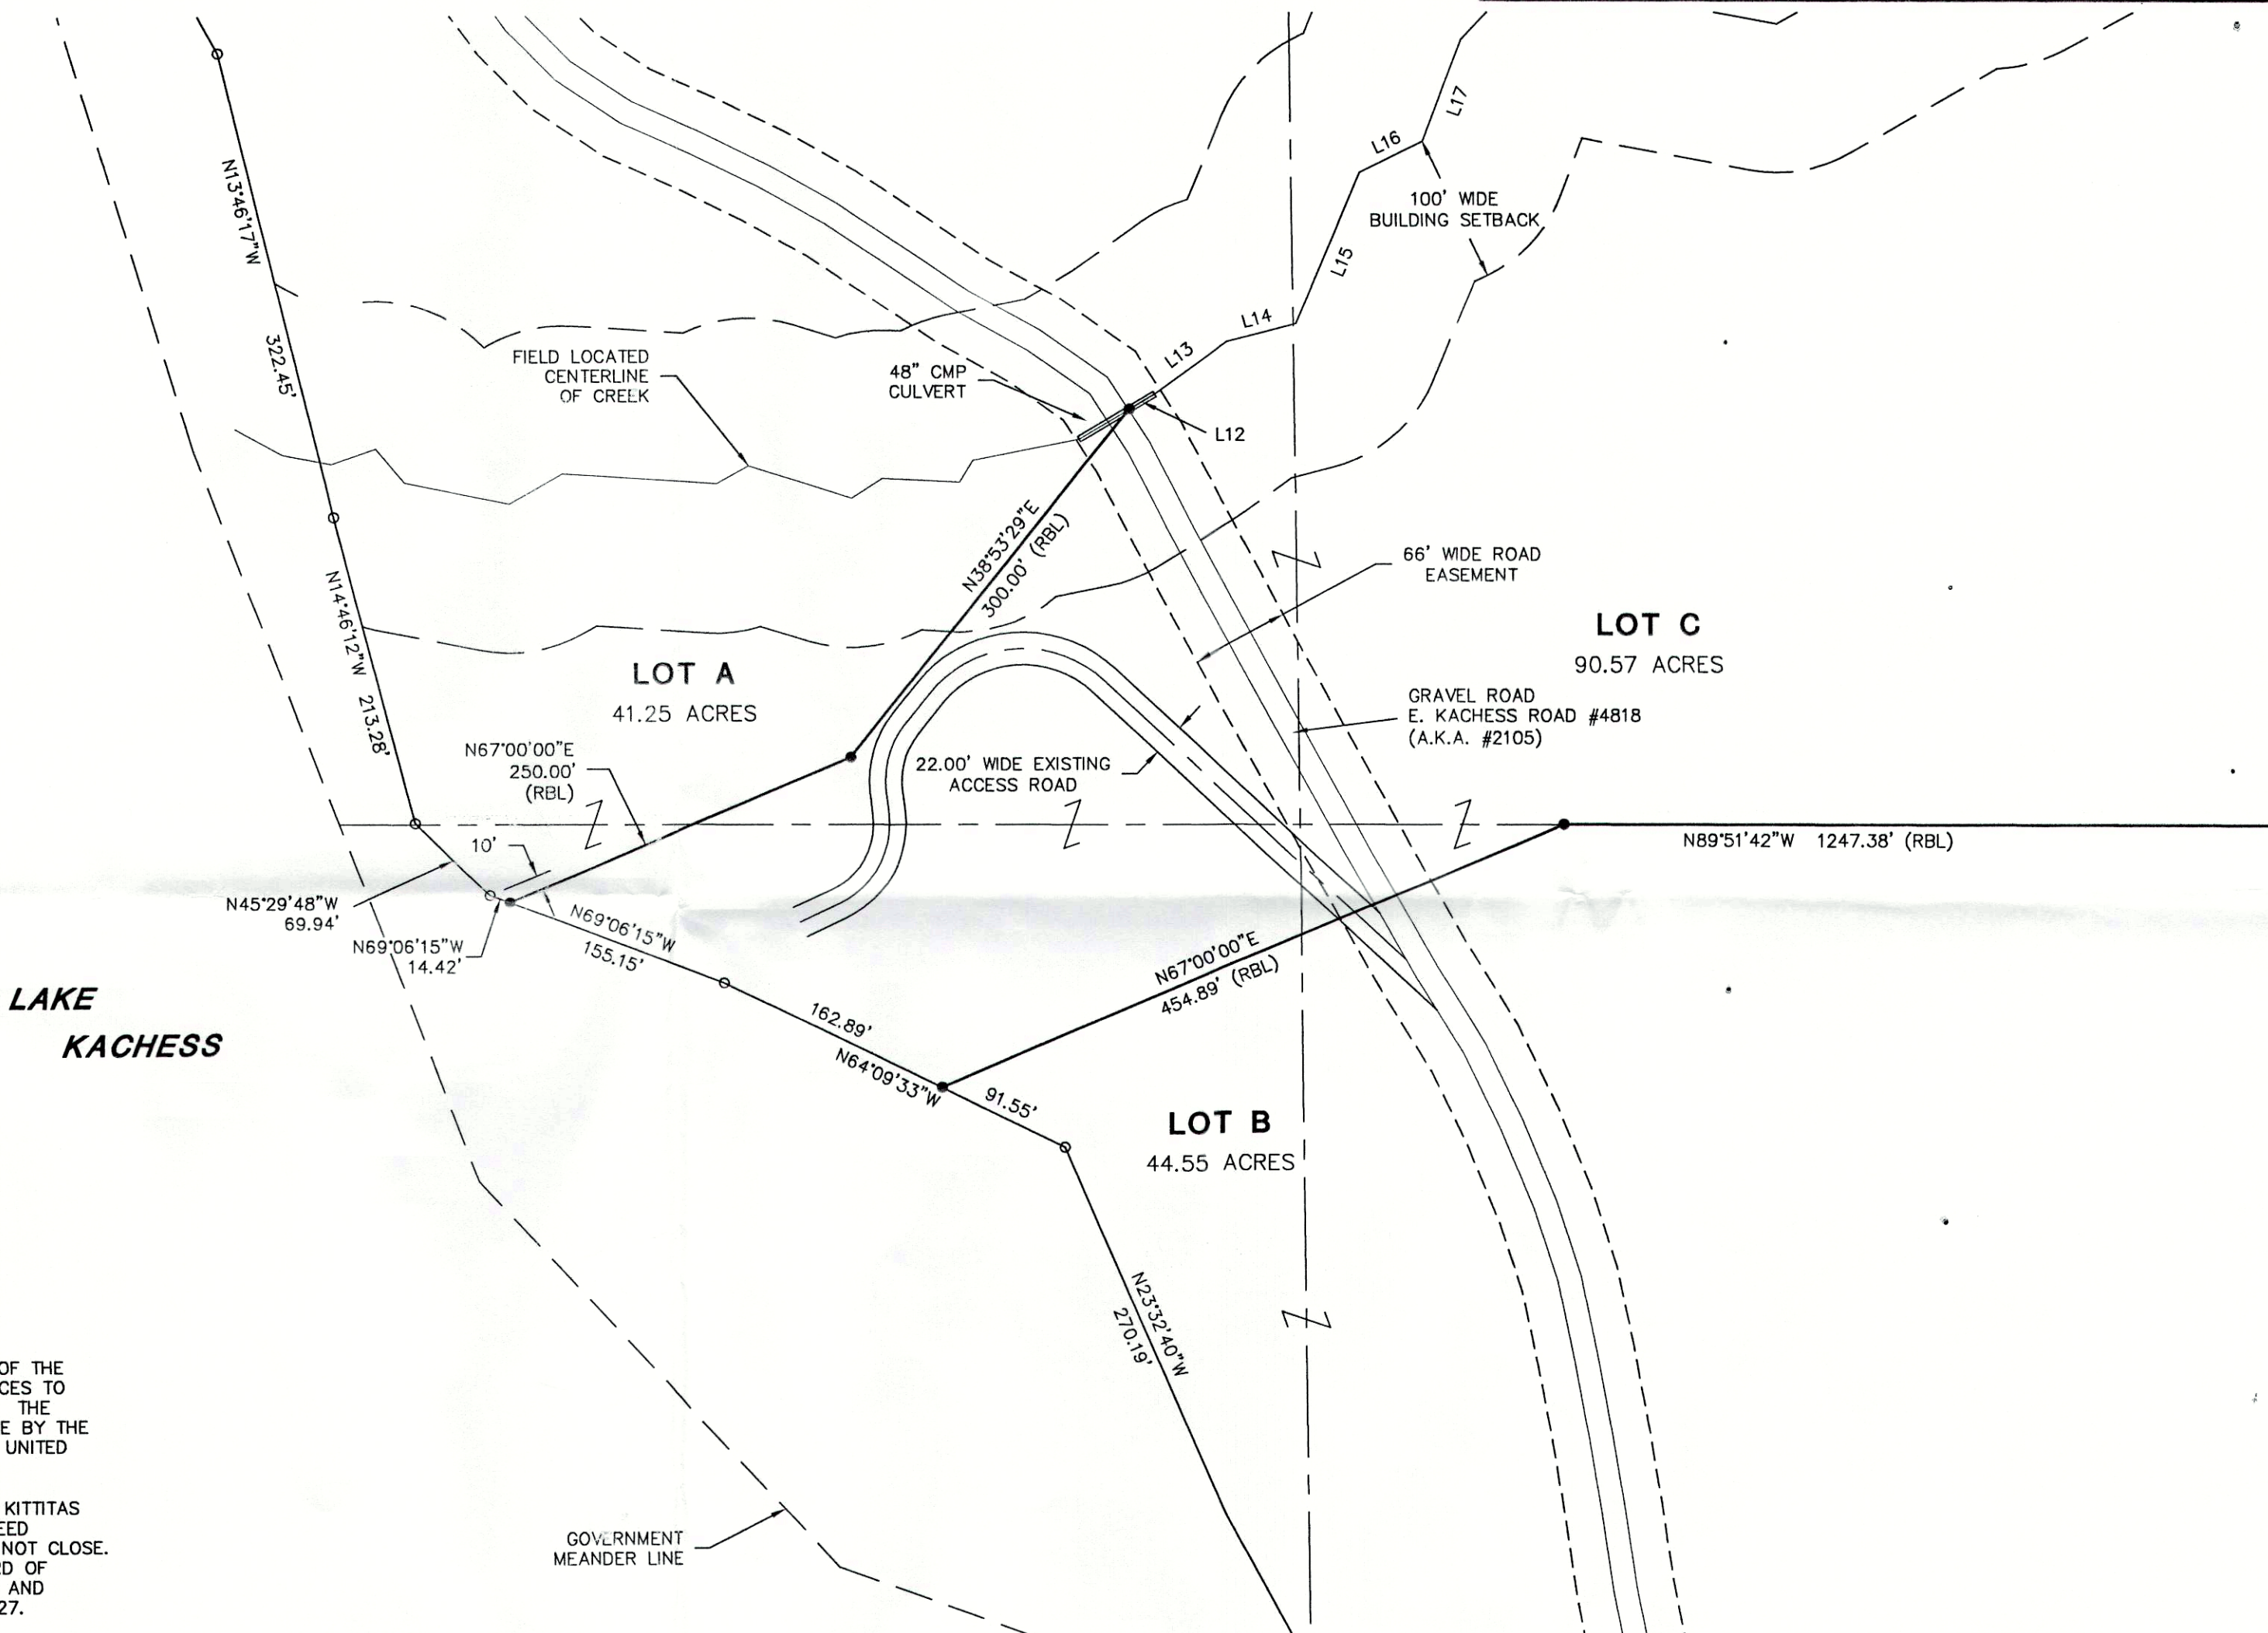 L17
L16
100' WIDE
BUILDING SETBACK
L15
L14
L13
N13°46'17"W
322.45'
FIELD LOCATED
CENTERLINE
OF CREEK
48" CMP
CULVERT
L12
N38°53'29"E
300.00' (RBL)
66' WIDE ROAD
EASEMENT
LOT C
90.57 ACRES
N14°46'12"W 213.28'
LOT A
41.25 ACRES
GRAVEL ROAD
E. KACHESS ROAD #4818
(A.K.A. #2105)
N67°00'00"E
250.00'
(RBL)
22.00' WIDE EXISTING
ACCESS ROAD
10'
N89°51'42"W 1247.38' (RBL)
N45°29'48"W
69.94'
N69°06'15"W
14.42'
N69°06'15"W
155.15'
N67°00'00"E
454.89' (RBL)
LAKE
KACHESS
162.89'
N64°09'33"W
91.55'
LOT B
44.55 ACRES
N23°32'40"W
270.19'
OF THE
CES TO
THE
E BY THE
UNITED
KITTITAS
EED
NOT CLOSE.
RD OF
AND
27.
GOVERNMENT
MEANDER LINE